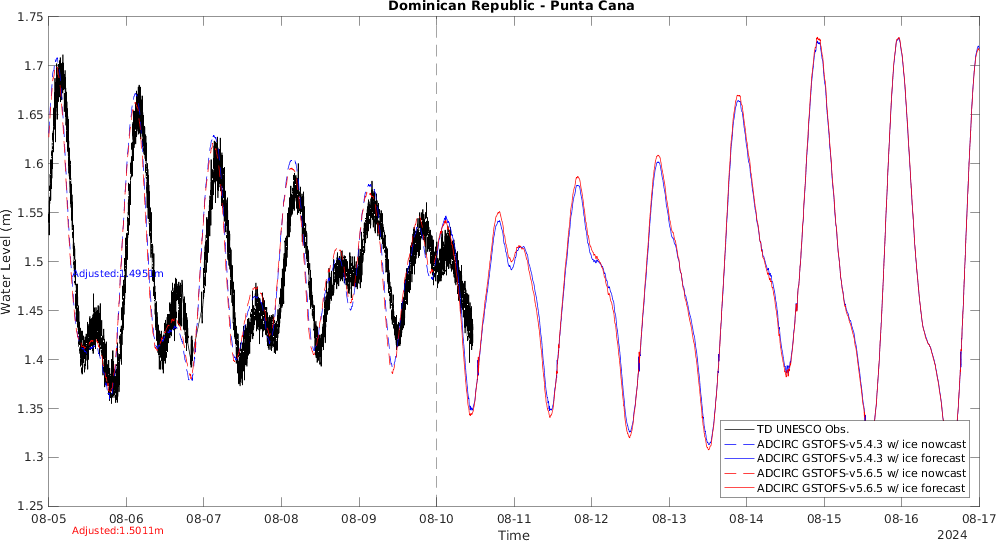 Dominican Republic - Punta Cana
1.75
1.7
1.65
1.6
1.55
1.5
1.45
1.4
1.35
1.3
1.25
Water Level (m)
Adjusted:1.4951m
TD UNESCO Obs.
ADCIRC GSTOFS-v5.4.3 w/ ice nowcast
ADCIRC GSTOFS-v5.4.3 w/ ice forecast
ADCIRC GSTOFS-v5.6.5 w/ ice nowcast
ADCIRC GSTOFS-v5.6.5 w/ ice forecast
08-05 08-06 08-07 08-08 08-09 08-10 08-11 08-12 08-13 08-14 08-15 08-16 08-17
Adjusted:1.5011m
Time
2024